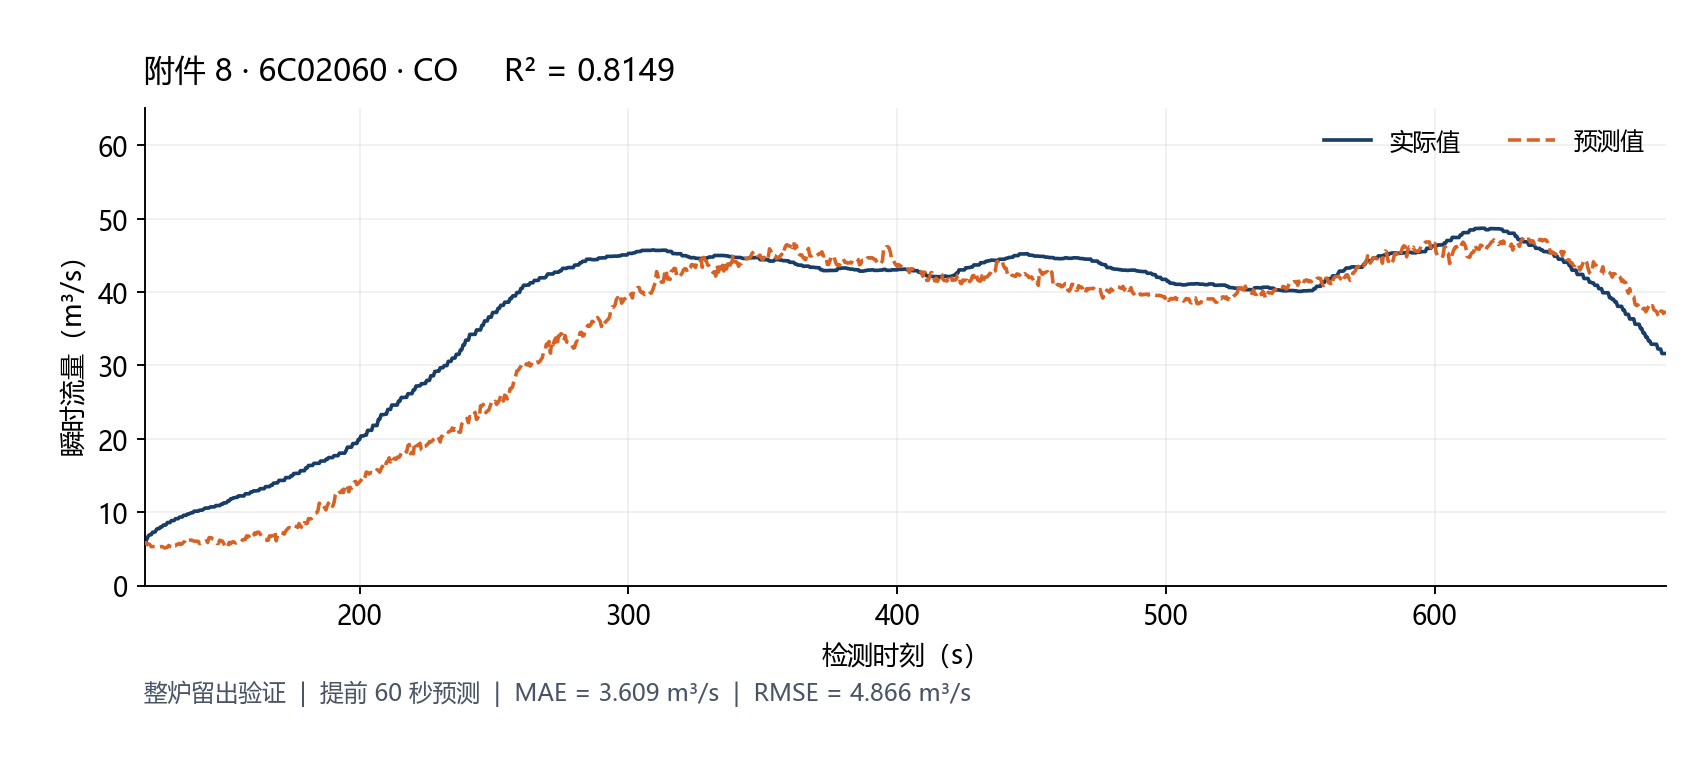 附件 8 · 6C02060 · CO R² = 0.8149
实际值 预测值
瞬时流量（m³/s）
60
50
40
30
20
10
0
200 300 400 500 600
检测时刻（s）
整炉留出验证 | 提前 60 秒预测 | MAE = 3.609 m³/s | RMSE = 4.866 m³/s